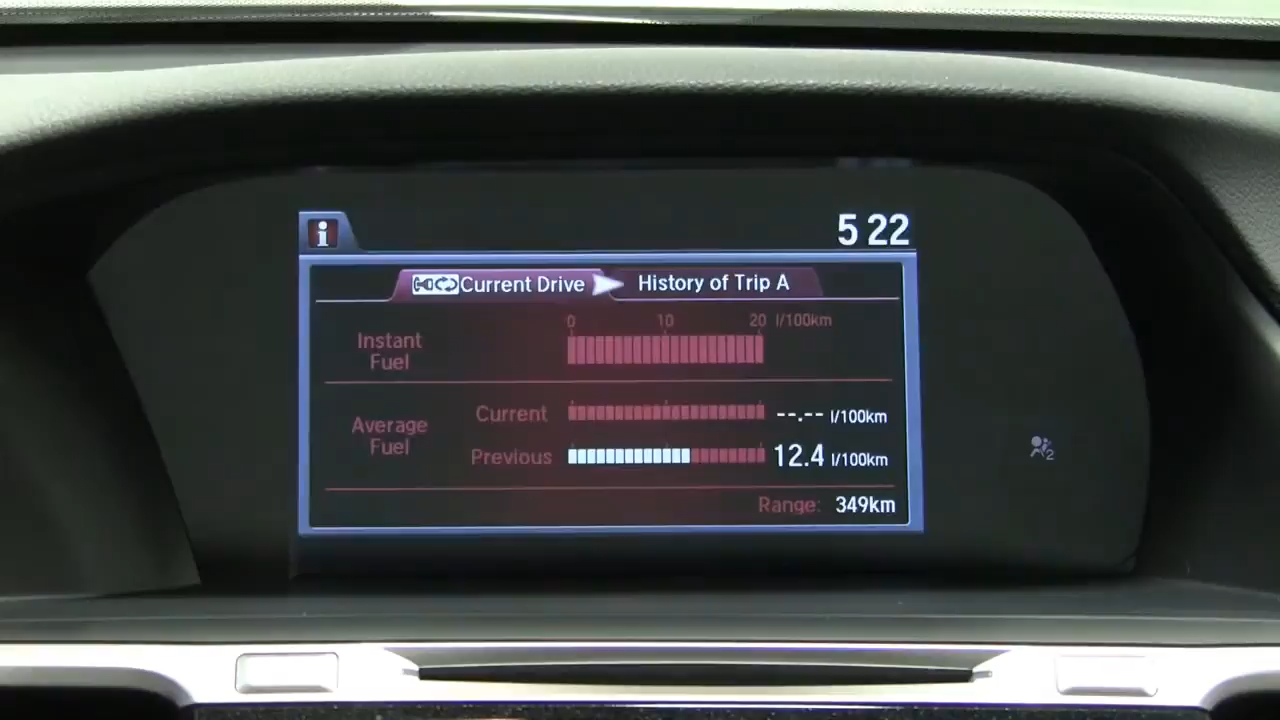 i
5 22
Current Drive History of Trip A
0 10 20 l/100km
Instant
Fuel
Average
Fuel
Current --.-- l/100km
Previous 12.4 l/100km
Range: 349km
2